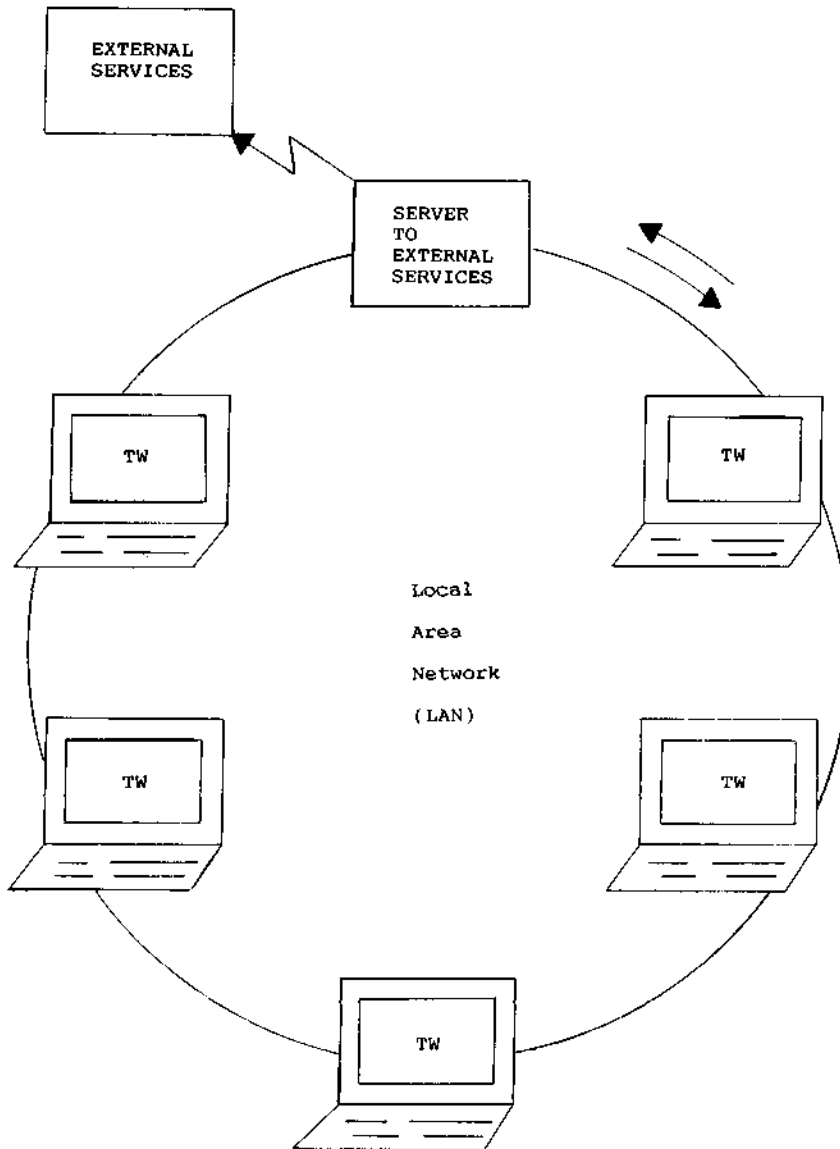 EXTERNAL
SERVICES
SERVER
TO
EXTERNAL
SERVICES
TW
TW
Local
Area
Network
(LAN)
TW
TW
TW